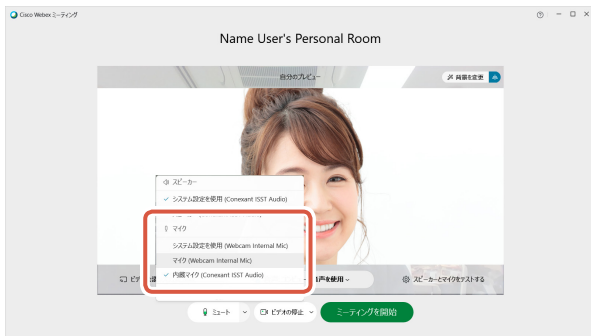 Cisco Webex ミーティング
Name User's Personal Room
自分のプレビュー
背景を変更
スピーカー
システム設定を使用 (Conexant ISST Audio)
マイク
システム設定を使用 (Webcam Internal Mic)
マイク (Webcam Internal Mic)
内蔵マイク (Conexant ISST Audio)
声を使用
スピーカーとマイクをテストする
ミュート
ビデオの停止
ミーティングを開始